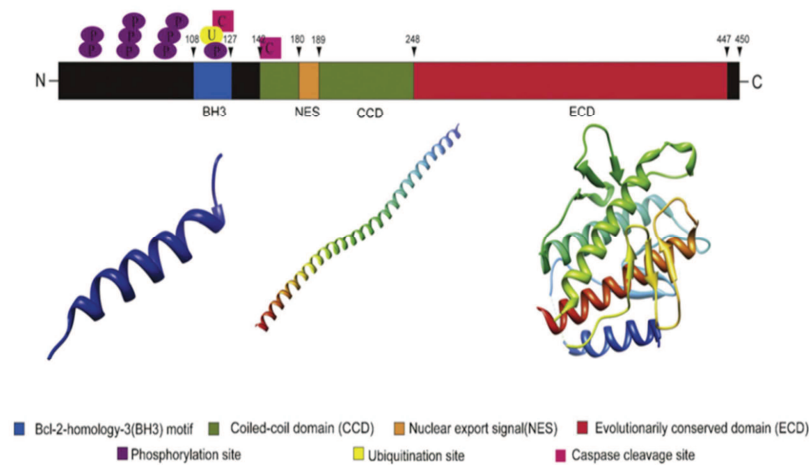 P P P C
P P P U
P P P P C
108 127 149 180 189 248 447 450
N C
BH3 NES CCD ECD
Bcl-2-homology-3(BH3) motif Coiled-coil domain (CCD) Nuclear export signal(NES) Evolutionarily conserved domain (ECD)
Phosphorylation site Ubiquitination site Caspase cleavage site